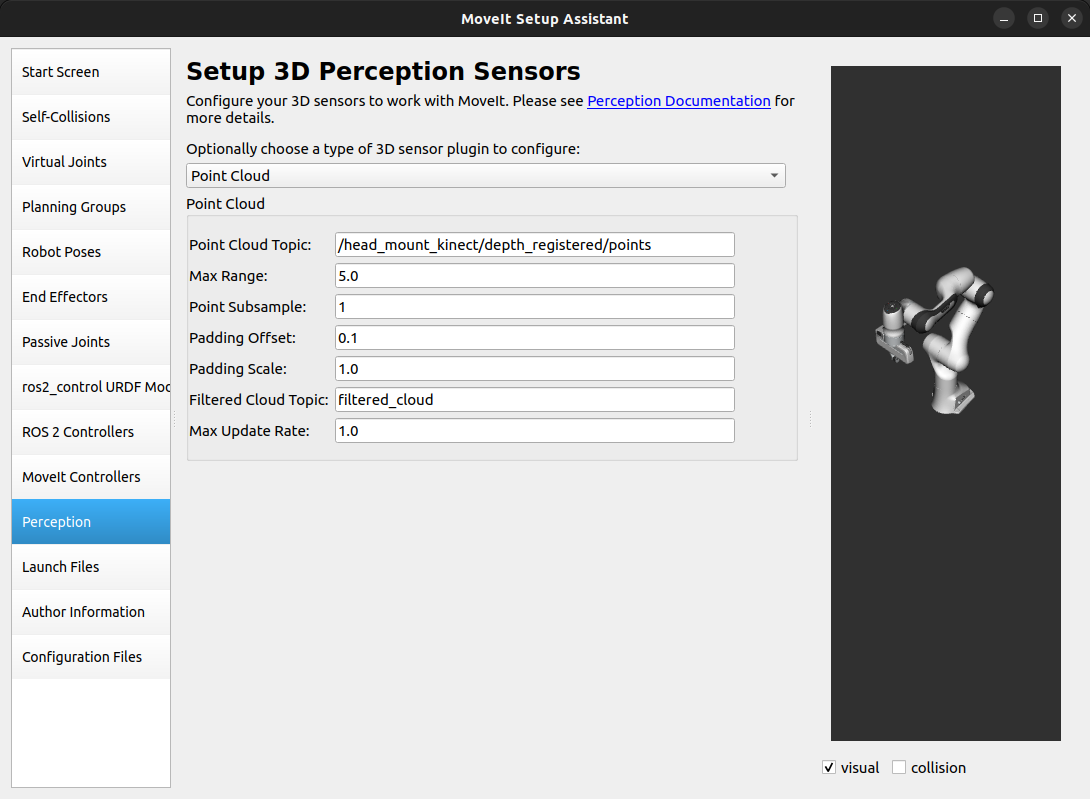 MoveIt Setup Assistant
Start Screen
Self-Collisions
Virtual Joints
Planning Groups
Robot Poses
End Effectors
Passive Joints
ros2_control URDF Mod
ROS 2 Controllers
MoveIt Controllers
Perception
Launch Files
Author Information
Configuration Files
Setup 3D Perception Sensors
Configure your 3D sensors to work with MoveIt. Please see Perception Documentation for
more details.
Optionally choose a type of 3D sensor plugin to configure:
Point Cloud
Point Cloud
Point Cloud Topic: /head_mount_kinect/depth_registered/points
Max Range: 5.0
Point Subsample: 1
Padding Offset: 0.1
Padding Scale: 1.0
Filtered Cloud Topic: filtered_cloud
Max Update Rate: 1.0
visual collision